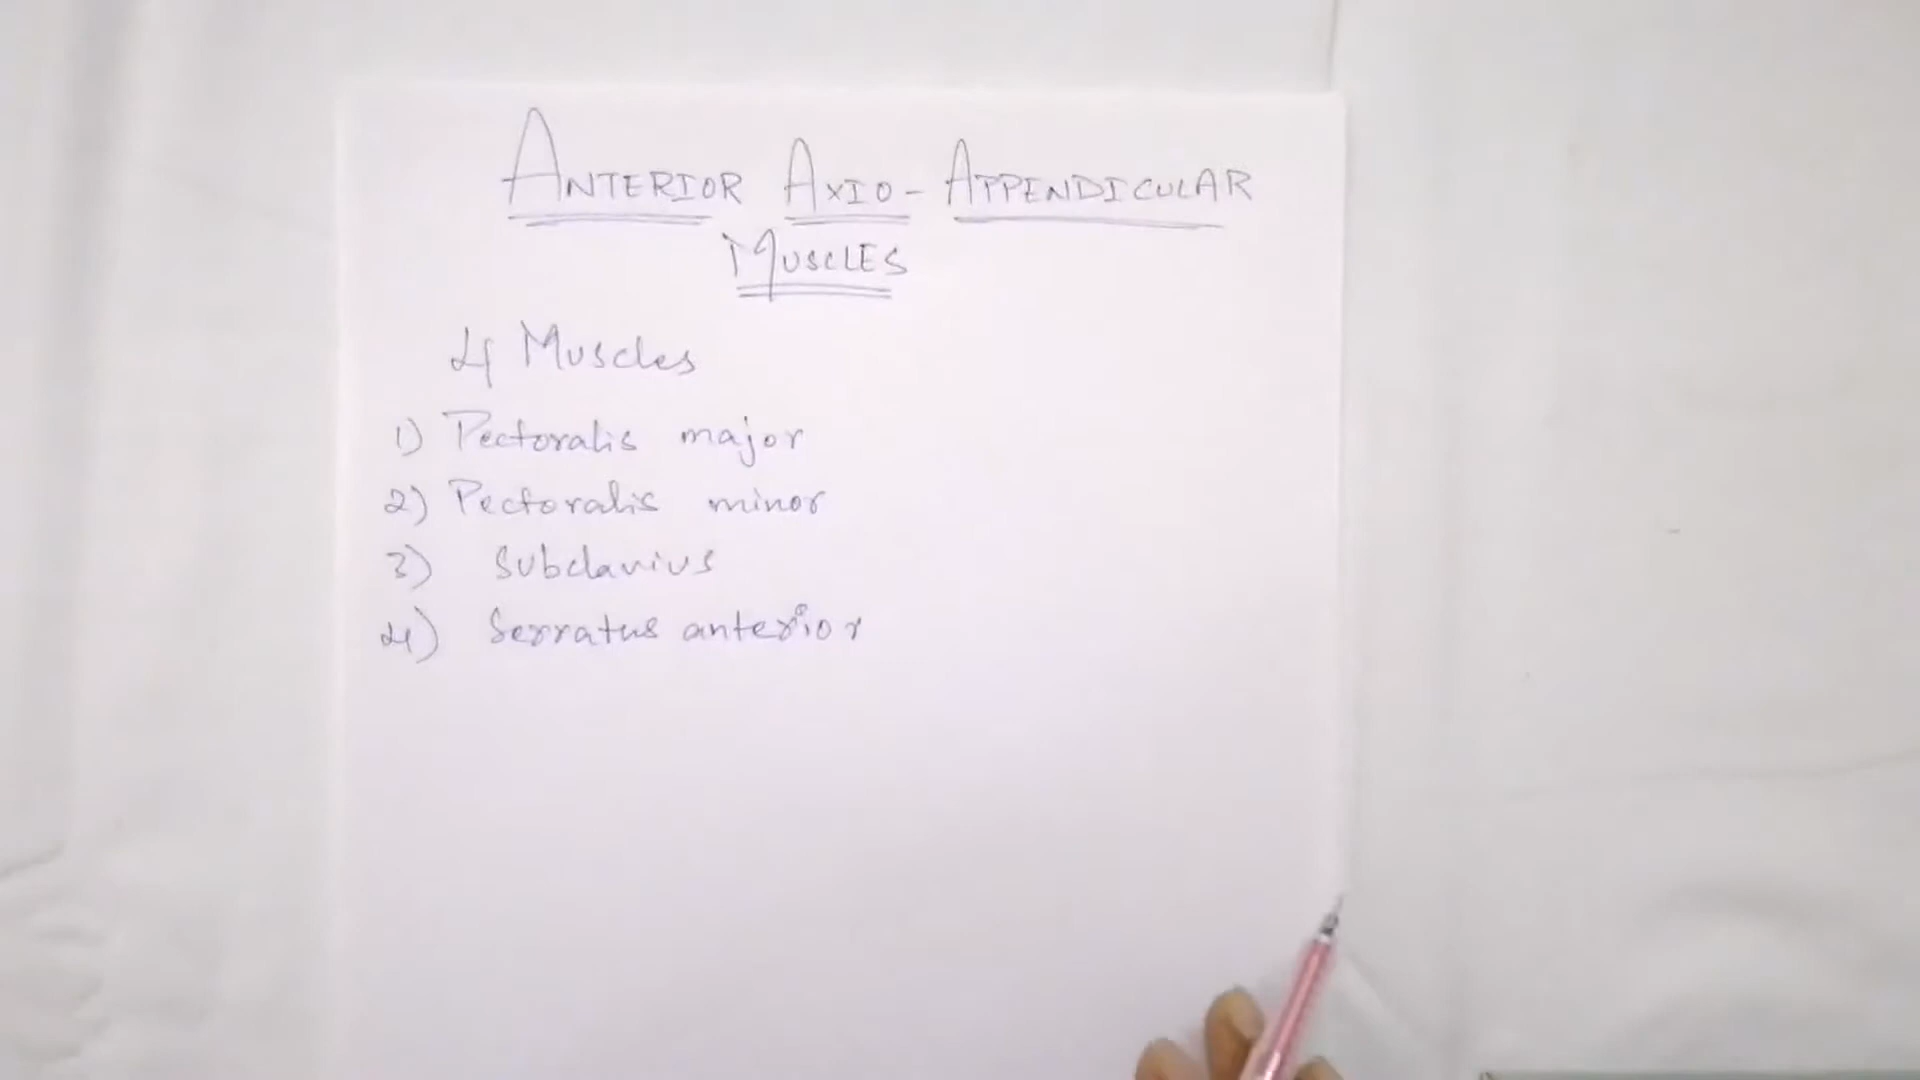 ANTERIOR AXIO-APPENDICULAR
MUSCLES
4 Muscles
1) Pectoralis major
2) Pectoralis minor
3) Subclavius
4) Serratus anterior